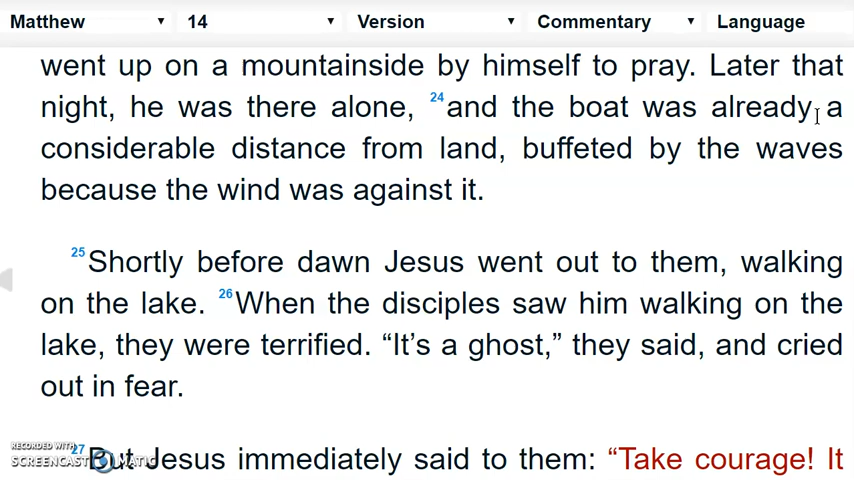 Matthew 14 Version Commentary Language
went up on a mountainside by himself to pray. Later that
night, he was there alone, 24and the boat was already a
considerable distance from land, buffeted by the waves
because the wind was against it.
25Shortly before dawn Jesus went out to them, walking
on the lake. 26When the disciples saw him walking on the
lake, they were terrified. “It’s a ghost,” they said, and cried
out in fear.
27But Jesus immediately said to them: “Take courage! It
RECORDED WITH
SCREENCAST MATIC